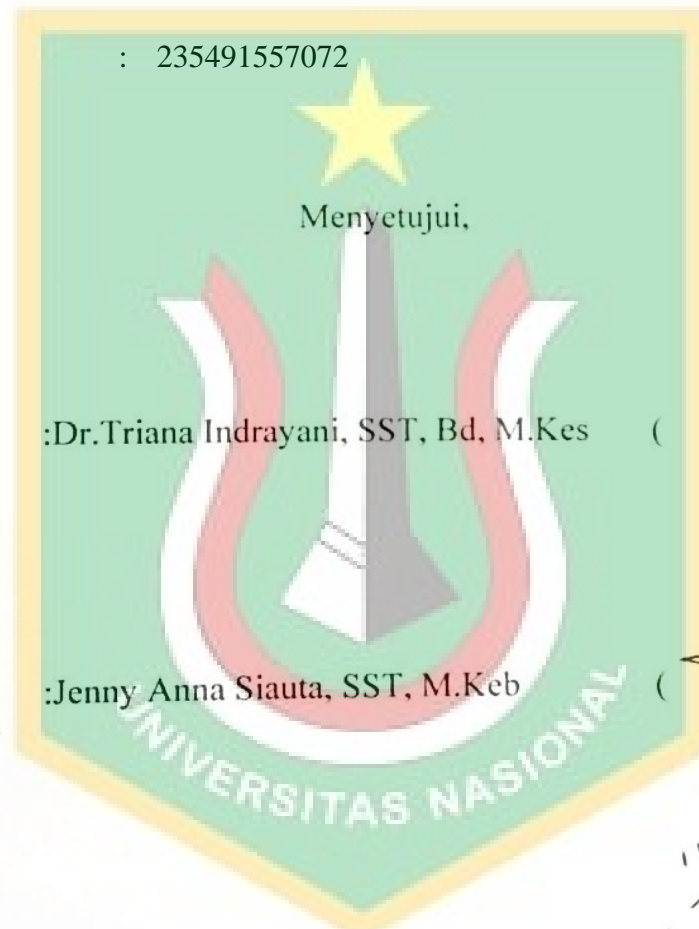 : 235491557072
Menyetujui,
:Dr.Triana Indrayani, SST, Bd, M.Kes (
:Jenny Anna Siauta, SST, M.Keb (
UNIVERSITAS NASIONAL